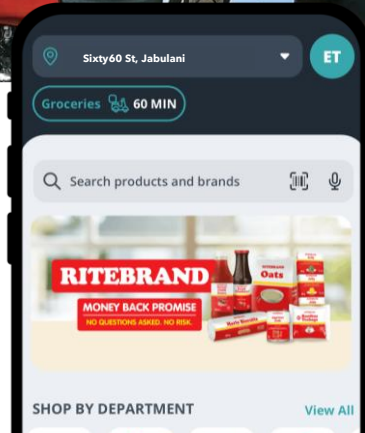 Sixty60 St, Jabulani
ET
Groceries 60 MIN
Search products and brands
RITEBRAND
Oats
MONEY BACK PROMISE
NO QUESTIONS ASKED. NO RISK.
SHOP BY DEPARTMENT
View All